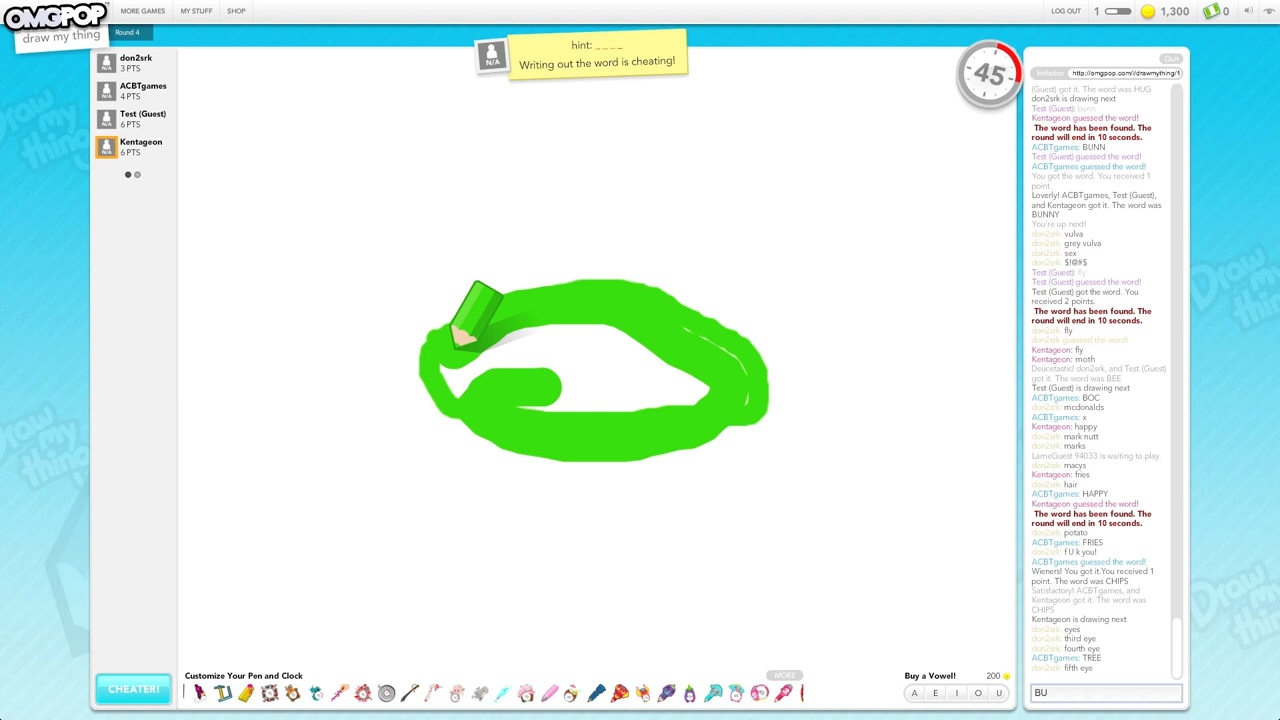 OMGPOP
MORE GAMES
MY STUFF
SHOP
LOG OUT
1
1,300
0
draw my thing
Round 4
don2srk
3 PTS
ACBTgames
4 PTS
Test (Guest)
6 PTS
Kentageon
6 PTS
N/A
hint: _ _ _ _
Writing out the word is cheating!
45
Quit
Invitation
http://omgpop.com/i/drawmything/1
(Guest) got it. The word was HUG
don2srk is drawing next
Test (Guest): bunn
Kentageon guessed the word!
The word has been found. The
round will end in 10 seconds.
ACBTgames: BUNN
Test (Guest) guessed the word!
ACBTgames guessed the word!
You got the word. You received 1
point.
Loverly! ACBTgames, Test (Guest),
and Kentageon got it. The word was
BUNNY
You're up next!
don2srk: vulva
don2srk: grey vulva
don2srk: sex
don2srk: $!@#$
Test (Guest): fly
Test (Guest) guessed the word!
Test (Guest) got the word. You
received 2 points.
The word has been found. The
round will end in 10 seconds.
don2srk: fly
don2srk guessed the word!
Kentageon: fly
Kentageon: moth
Deucetastic! don2srk, and Test (Guest)
got it. The word was BEE
Test (Guest) is drawing next
ACBTgames: BOC
don2srk: mcdonalds
ACBTgames: x
Kentageon: happy
don2srk: mark nutt
don2srk: marks
LameGuest 94033 is waiting to play.
don2srk: macys
Kentageon: fries
don2srk: hair
ACBTgames: HAPPY
Kentageon guessed the word!
The word has been found. The
round will end in 10 seconds.
don2srk: potato
ACBTgames: FRIES
don2srk: f U k you!
ACBTgames guessed the word!
Wieners! You got it.You received 1
point. The word was CHIPS
Satisfactory! ACBTgames, and
Kentageon got it. The word was
CHIPS
Kentageon is drawing next
don2srk: eyes
don2srk: third eye
don2srk: fourth eye
ACBTgames: TREE
don2srk: fifth eye
BU
CHEATER!
Customize Your Pen and Clock
MORE
Buy a Vowel!
200
A E I O U